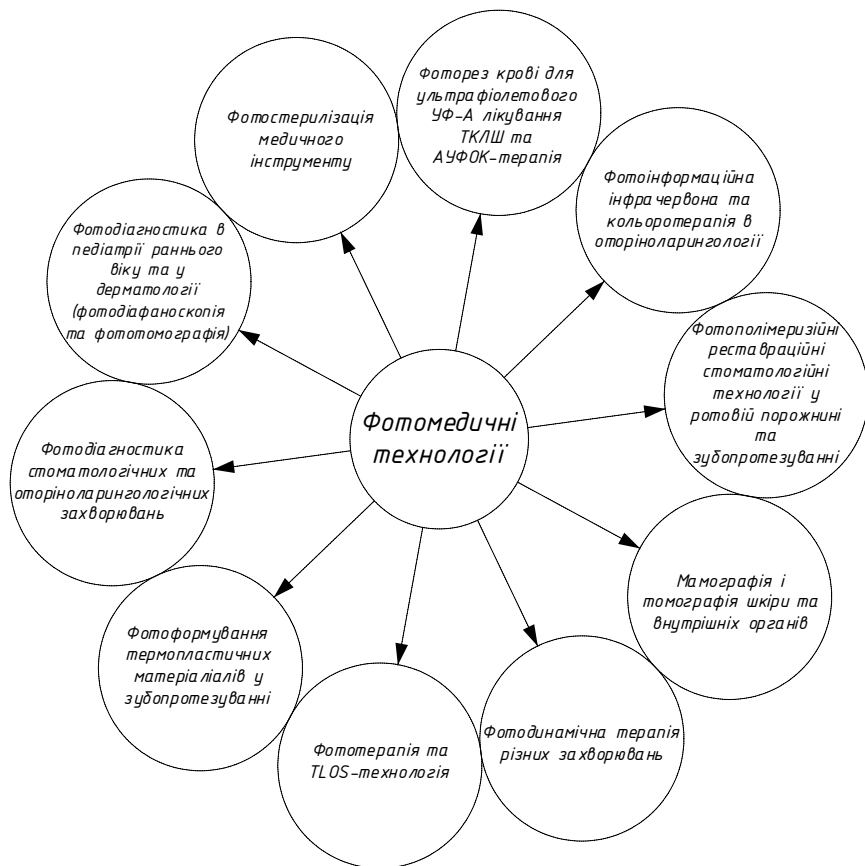 Фотомедичні
технології
Фоторез крові для
ультрафіолетового
УФ-А лікування
ТКЛШ та
АУФОК-терапія
Фотоінформаційна
інфрачервона та
кольоротерапія в
оторіноларингології
Фотополімеризійні
реставраційні
стоматологійні
технології у
ротовій порожнині
та
зубопротезуванні
Мамографія і
томографія шкіри та
внутрішніх органів
Фотодинамічна терапія
різних захворювань
Фототерапія та
TLOS-технологія
Фотоформування
термопластичних
матеріаліалів у
зубопротезуванні
Фотодіагностика
стоматологічних та
оторіноларингологічних
захворювань
Фотодіагностика в
педіатрії раннього
віку та у
дерматології
(фотодіафаноскопія
та фототомографія)
Фотостерилізація
медичного
інструменту